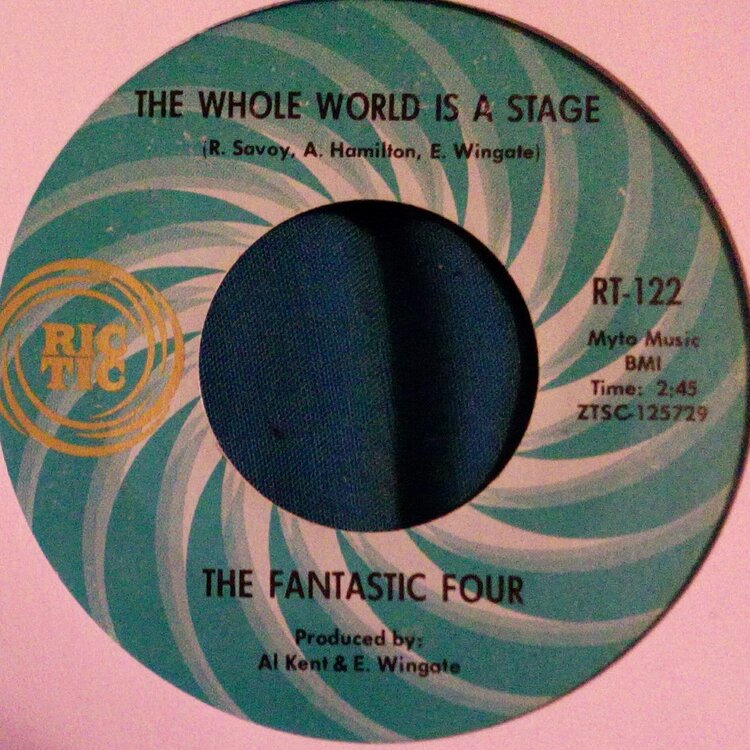 THE WHOLE WORLD IS A STAGE
(R. Savoy, A. Hamilton, E. Wingate)
RIC
TIC
RT-122
Myto Music
BMI
Time: 2:45
ZTSC-125729
THE FANTASTIC FOUR
Produced by:
Al Kent & E. Wingate